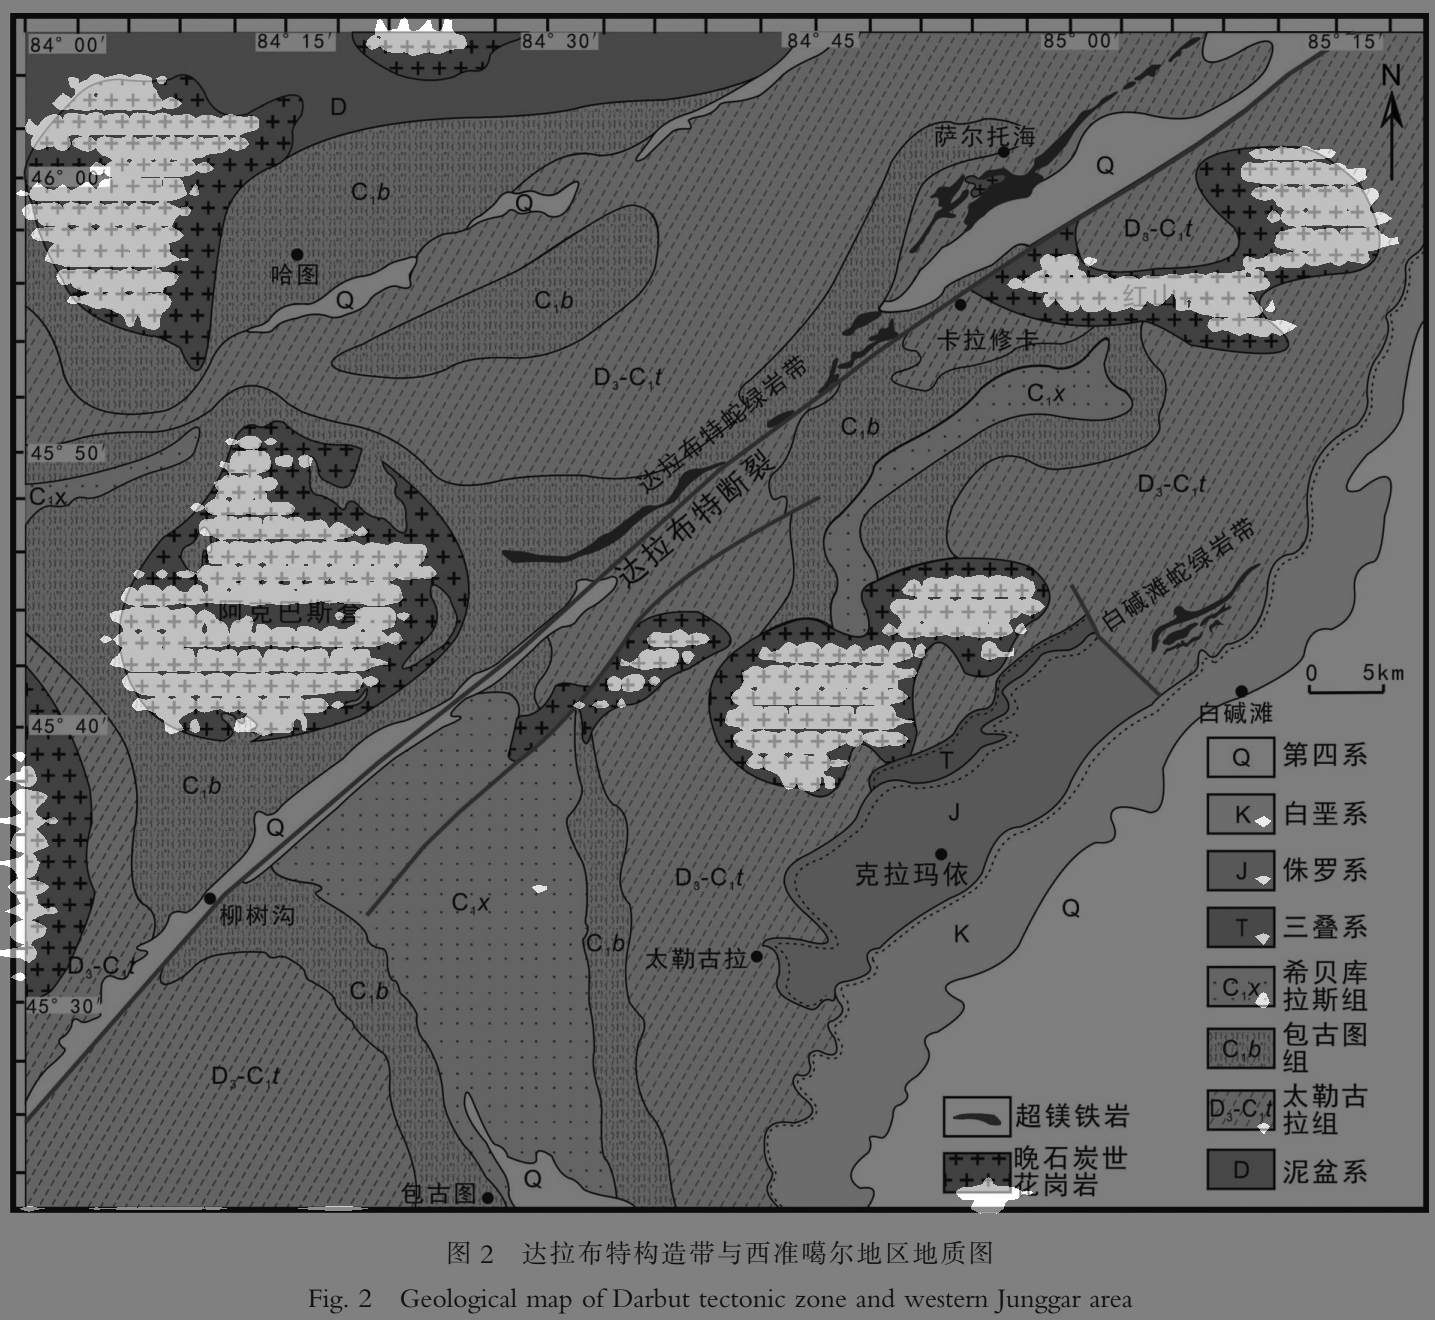 84° 00′
84° 15′
84° 30′
84° 45′
85° 00′
85° 15′
N
D
萨尔托海
Q
46° 00′
C₁b
Q
D₃-C₁t
哈图
Q
C₁b
红山
卡拉修卡
D₃-C₁t
达拉布特蛇绿岩带
C₁x
C₁b
45° 50′
达拉布特断裂
D₃-C₁t
C₁x
白碱滩蛇绿岩带
阿克巴斯套
0 5km
白碱滩
45° 40′
Q 第四系
T
C₁b
K 白垩系
J
Q
克拉玛依
J 侏罗系
D₃-C₁t
C₁x
Q
柳树沟
K
T 三叠系
C₁b
太勒古拉
D₃-C₁t
C₁b
C₁x 希贝库
拉斯组
45° 30′
C₁b 包古图
组
D₃-C₁t
D₃-C₁t 太勒古
拉组
超镁铁岩
晚石炭世
花岗岩
D 泥盆系
Q
包古图
图 2 达拉布特构造带与西准噶尔地区地质图
Fig. 2 Geological map of Darbut tectonic zone and western Junggar area